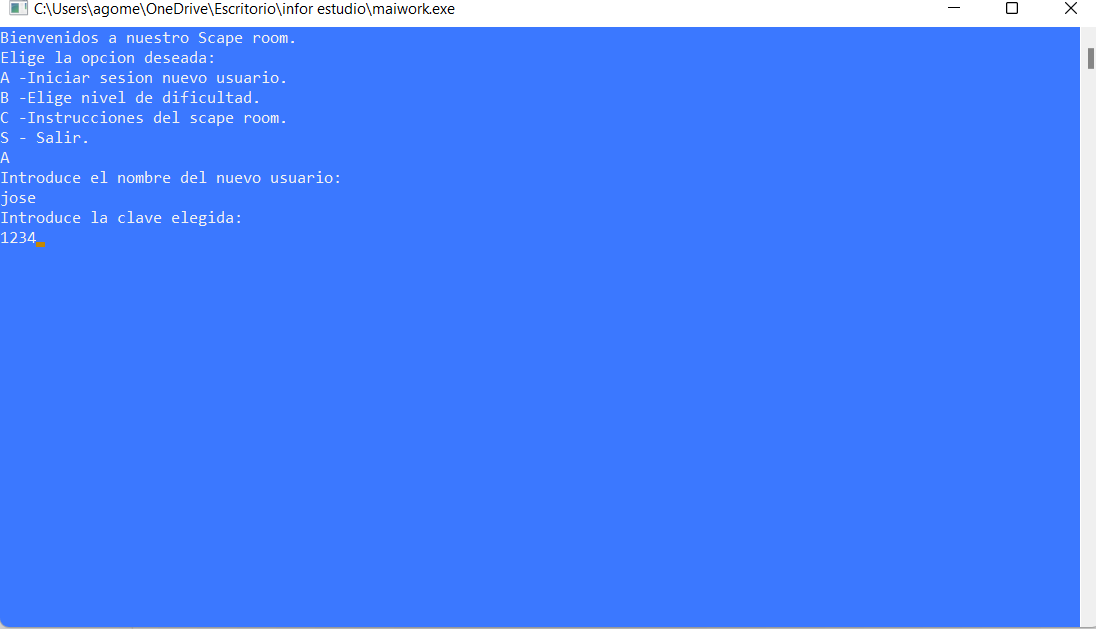 C:\Users\agome\OneDrive\Escritorio\infor estudio\maiwork.exe
Bienvenidos a nuestro Scape room.
Elige la opcion deseada:
A -Iniciar sesion nuevo usuario.
B -Elige nivel de dificultad.
C -Instrucciones del scape room.
S - Salir.
A
Introduce el nombre del nuevo usuario:
jose
Introduce la clave elegida:
1234